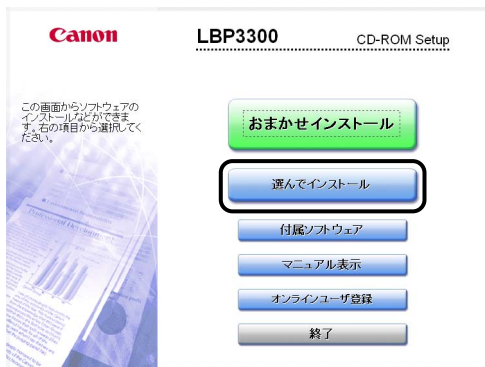 Canon
LBP3300
CD-ROM Setup
この画面からソフトウェアの
インストールなどができま
す。右の項目から選択してく
ださい。
おまかせインストール
選んでインストール
付属ソフトウェア
マニュアル表示
オンラインユーザ登録
終了